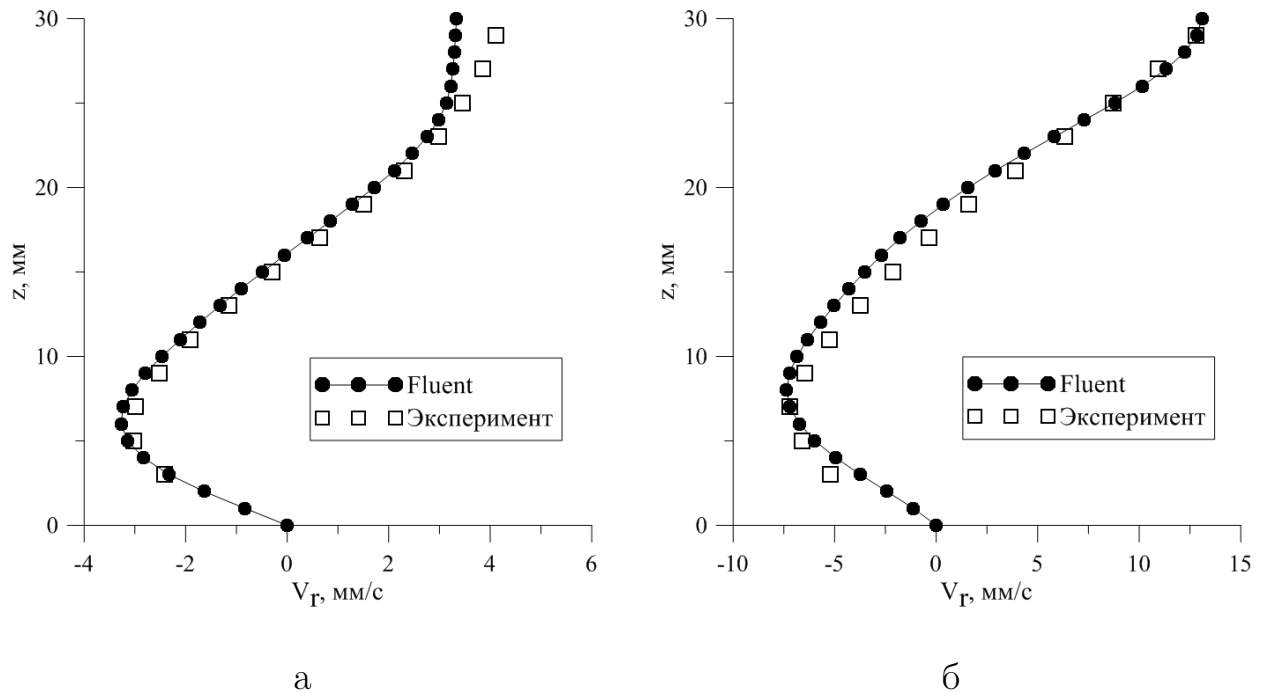 30
20
10
0
z, мм
-4 -2 0 2 4 6
Vr, мм/с
Fluent
Эксперимент
а
30
20
10
0
z, мм
-10 -5 0 5 10 15
Vr, мм/с
Fluent
Эксперимент
б